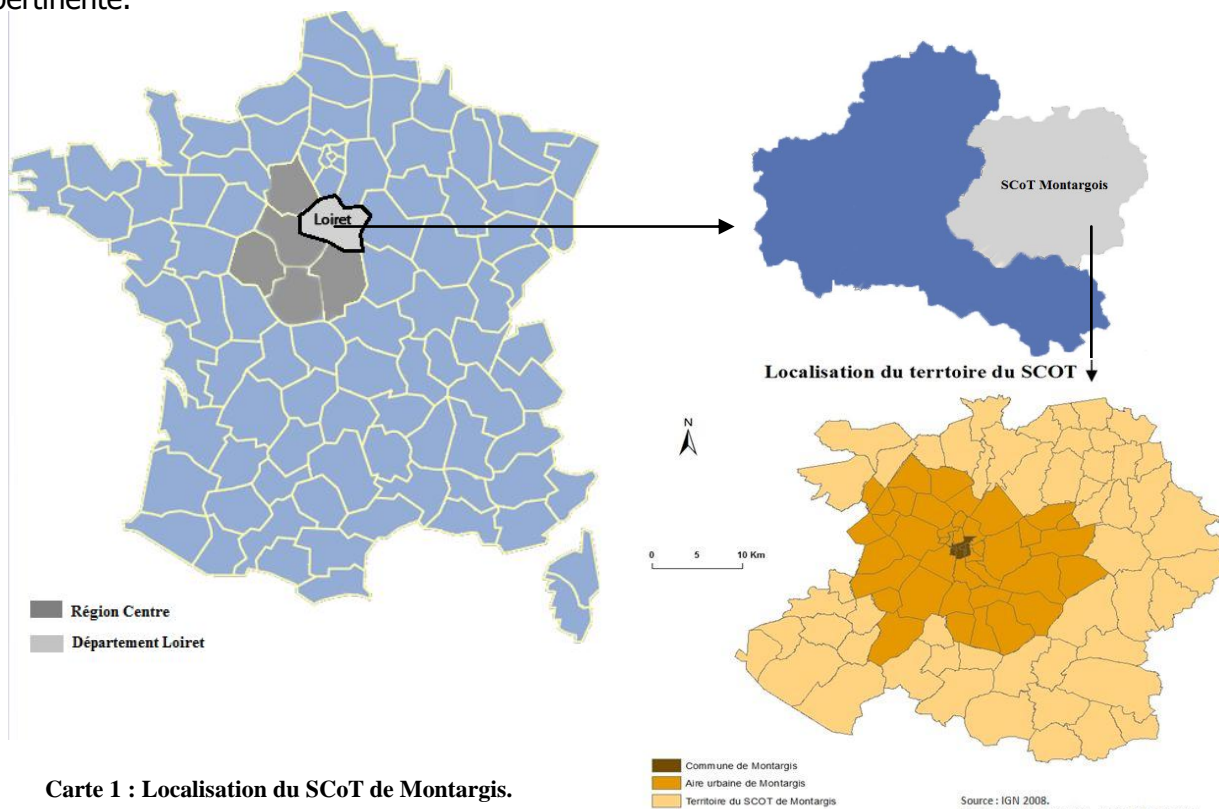 pertinente.
Loiret
SCoT Montargois
Localisation du terrtoire du SCOT
N
0 5 10 Km
Région Centre
Département Loiret
Commune de Montargis
Aire urbaine de Montargis
Territoire du SCOT de Montargis
Source : IGN 2008.
Carte 1 : Localisation du SCoT de Montargis.